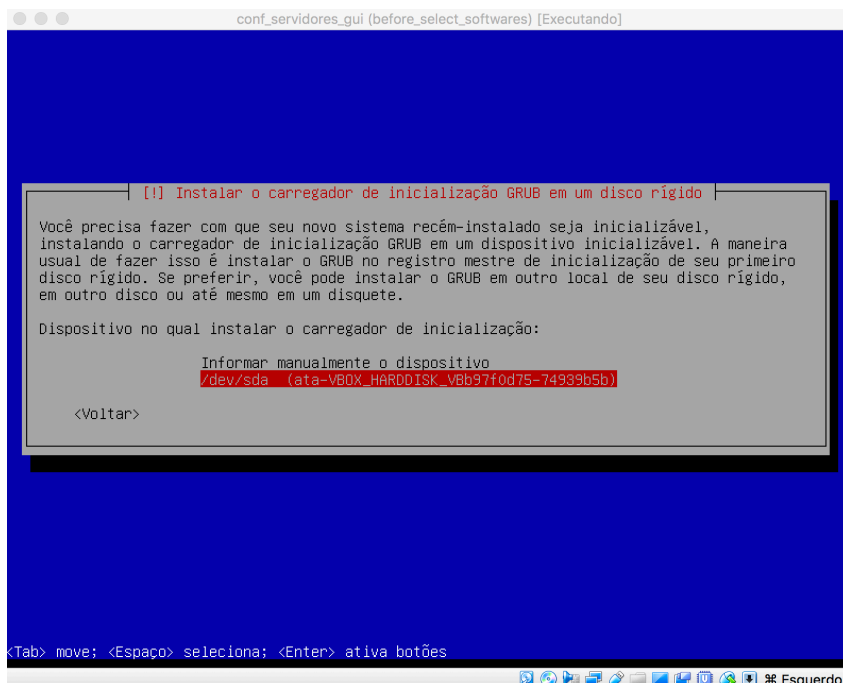 conf_servidores_gui (before_select_softwares) [Executando]
[!] Instalar o carregador de inicialização GRUB em um disco rígido
Você precisa fazer com que seu novo sistema recém-instalado seja inicializável,
instalando o carregador de inicialização GRUB em um dispositivo inicializável. A maneira
usual de fazer isso é instalar o GRUB no registro mestre de inicialização de seu primeiro
disco rígido. Se preferir, você pode instalar o GRUB em outro local de seu disco rígido,
em outro disco ou até mesmo em um disquete.
Dispositivo no qual instalar o carregador de inicialização:
Informar manualmente o dispositivo
/dev/sda (ata-VBOX_HARDDISK_VBb97f0d75-74939b5b)
<Voltar>
<Tab> move; <Espaço> seleciona; <Enter> ativa botões
⌘ Esquerdo